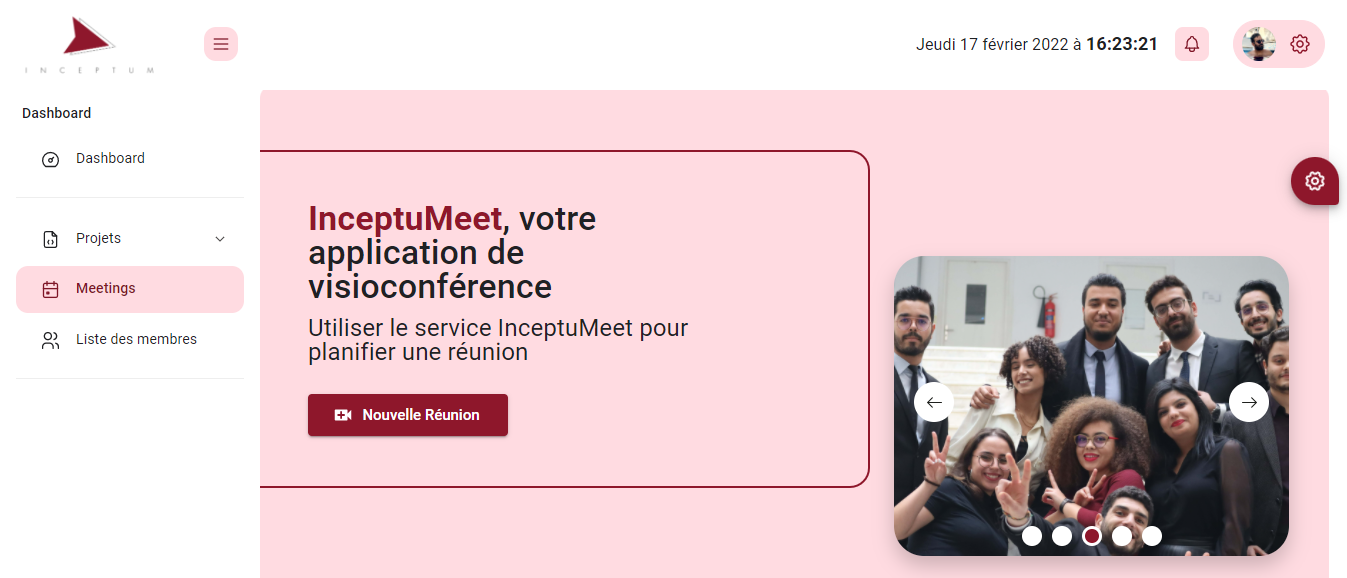 INCEPTUM
Jeudi 17 février 2022 à 16:23:21
Dashboard
Dashboard
Projets
Meetings
Liste des membres
InceptuMeet, votre
application de
visioconférence
Utiliser le service InceptuMeet pour
planifier une réunion
Nouvelle Réunion